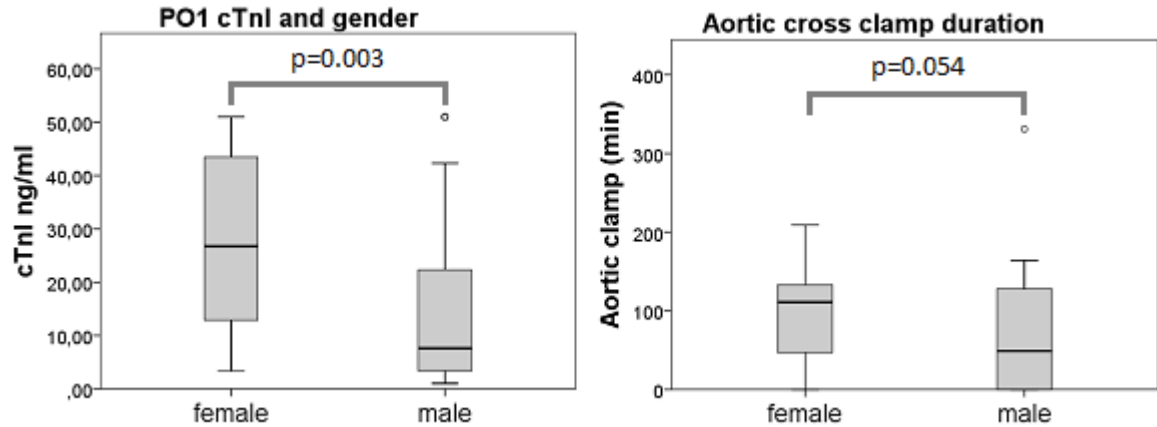 PO1 cTnI and gender
p=0.003
cTnI ng/ml
60,00
50,00
40,00
30,00
20,00
10,00
,00
female male
Aortic cross clamp duration
p=0.054
Aortic clamp (min)
400
300
200
100
0
female male